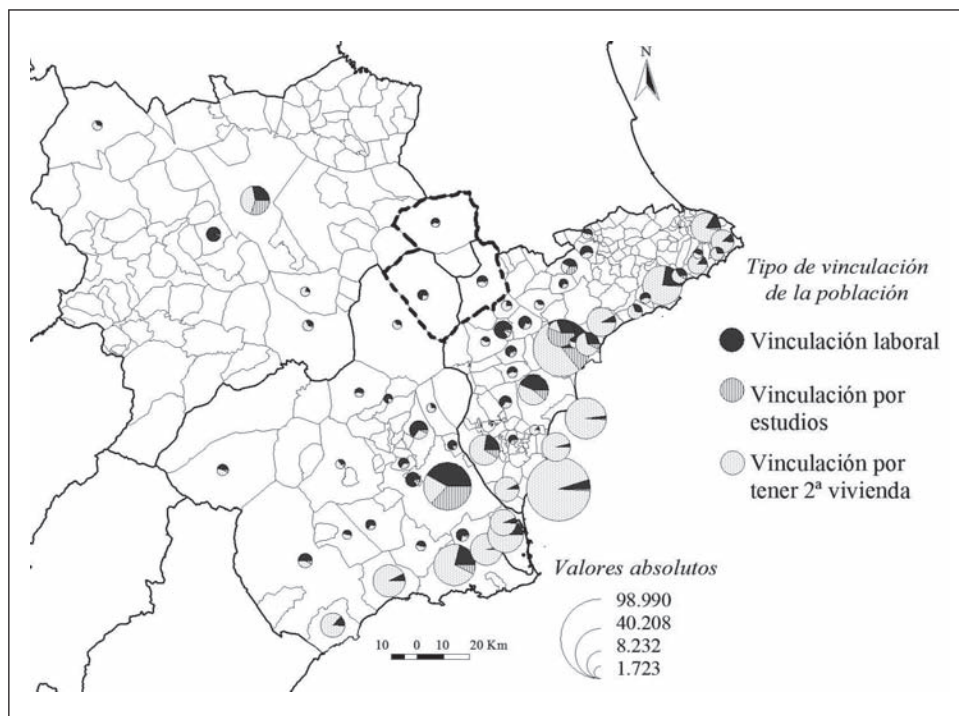 N
Tipo de vinculación
de la población
Vinculación laboral
Vinculación por
estudios
Vinculación por
tener 2ª vivienda
Valores absolutos
98.990
40.208
8.232
1.723
10 0 10 20 Km